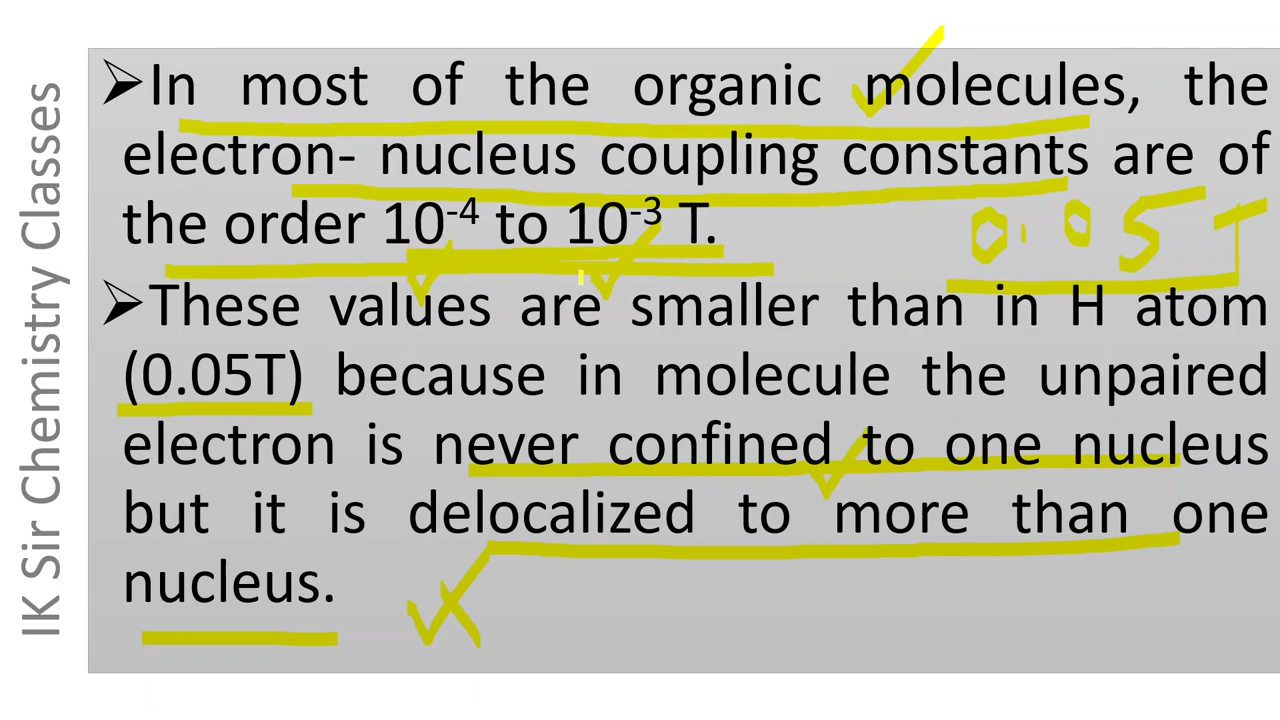 IK Sir Chemistry Classes
➢In most of the organic molecules, the
electron- nucleus coupling constants are of
the order 10⁻⁴ to 10⁻³ T.
0.05T
➢These values are smaller than in H atom
(0.05T) because in molecule the unpaired
electron is never confined to one nucleus
but it is delocalized to more than one
nucleus.